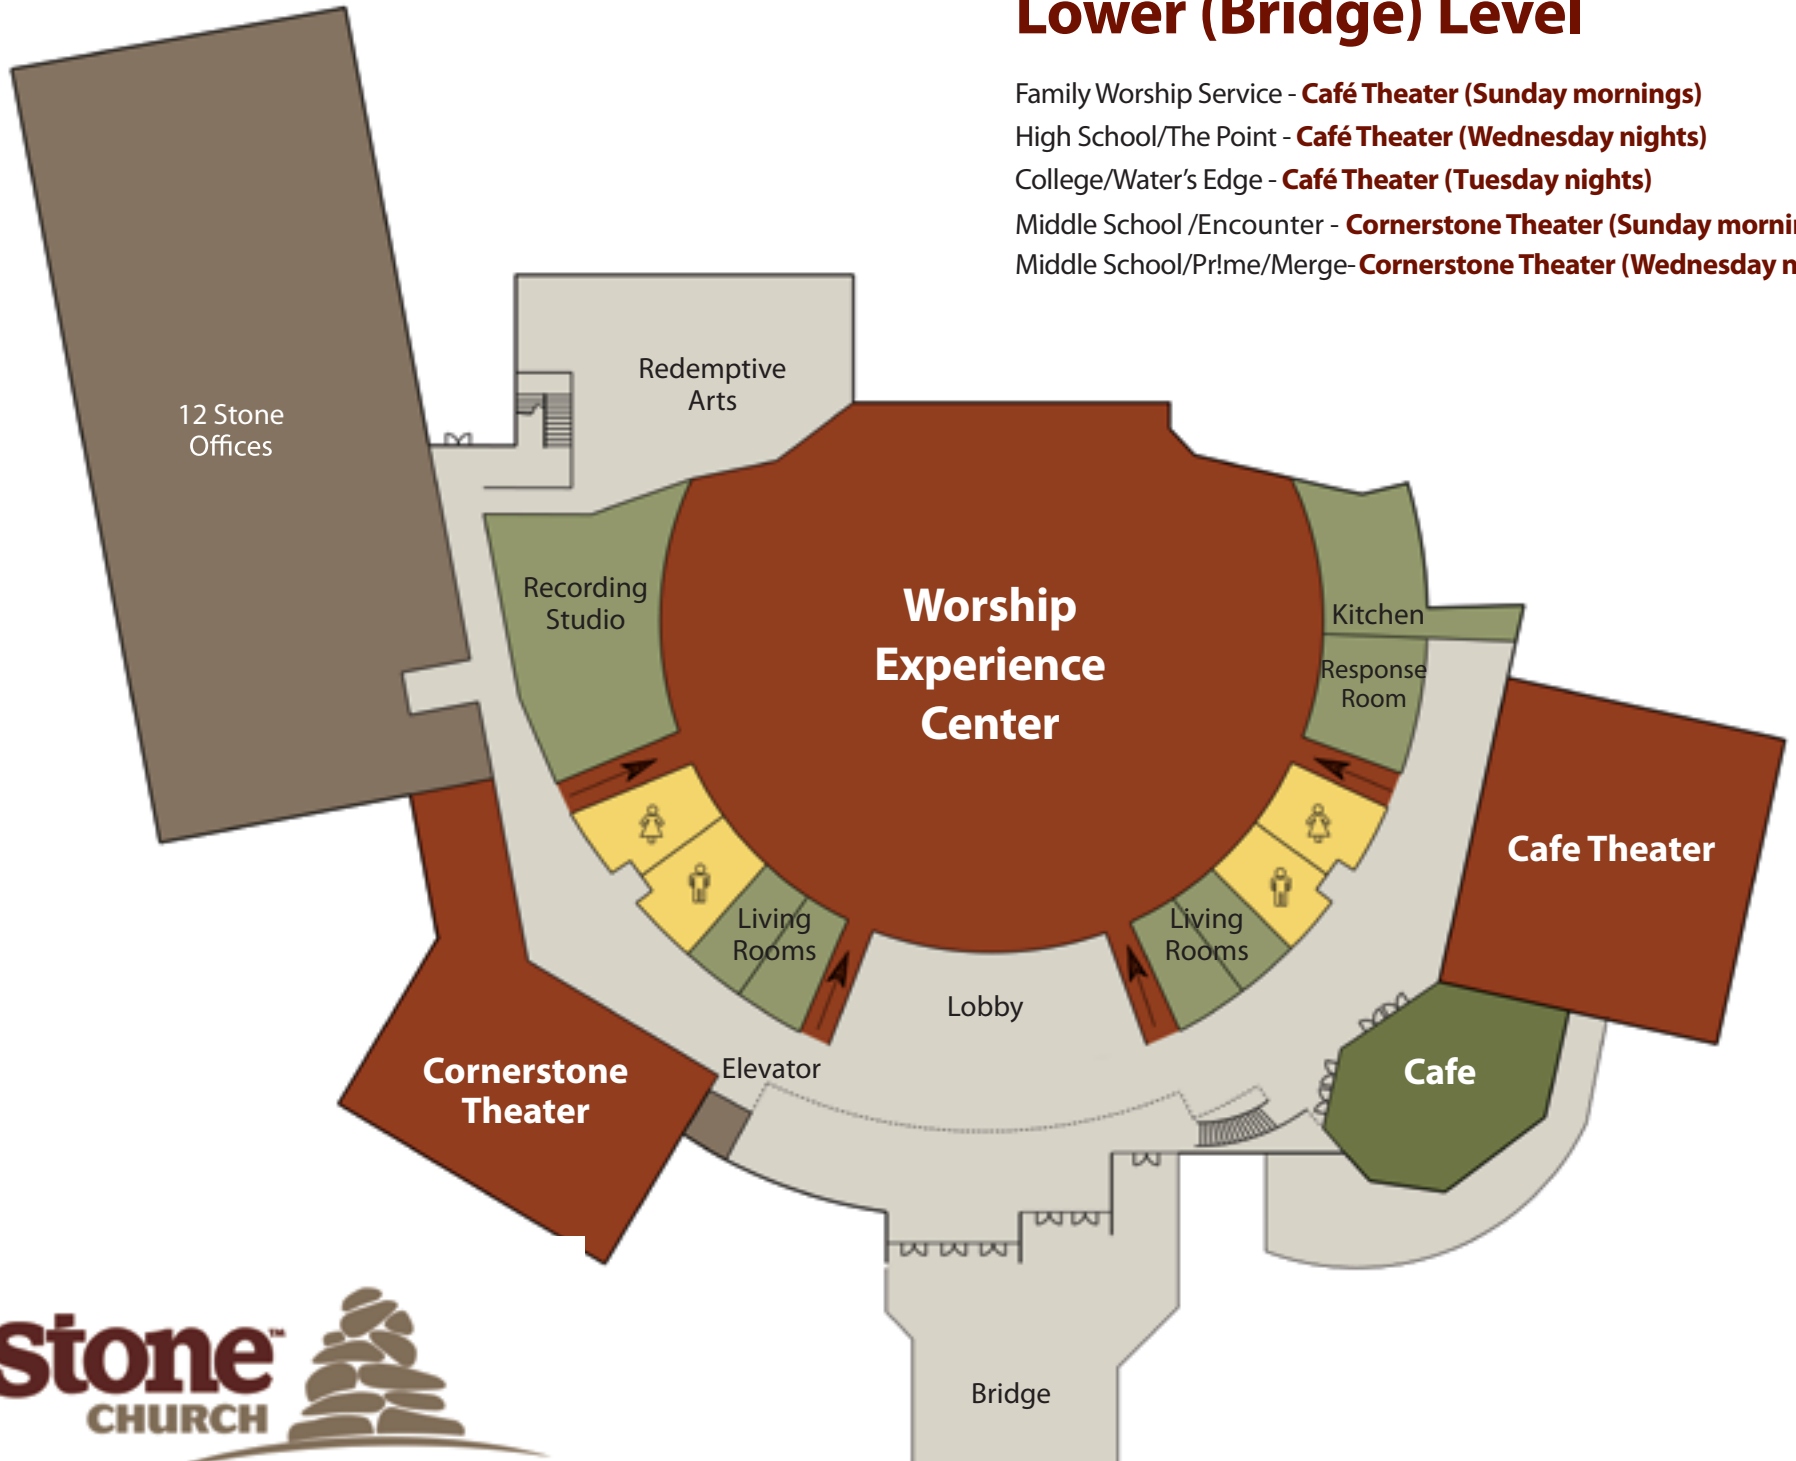 Lower (Bridge) Level
Family Worship Service - Café Theater (Sunday mornings)
High School/The Point - Café Theater (Wednesday nights)
College/Water's Edge - Café Theater (Tuesday nights)
Middle School /Encounter - Cornerstone Theater (Sunday
Middle School/Pr!me/Merge- Cornerstone Theater (Wednesday
Redemptive
Arts
12 Stone
Offices
Recording
Studio
Worship
Experience
Center
Kitchen
Response
Room
Cafe Theater
Living
Rooms
Living
Rooms
Lobby
Elevator
Cornerstone
Theater
Cafe
Stone™
CHURCH
Bridge